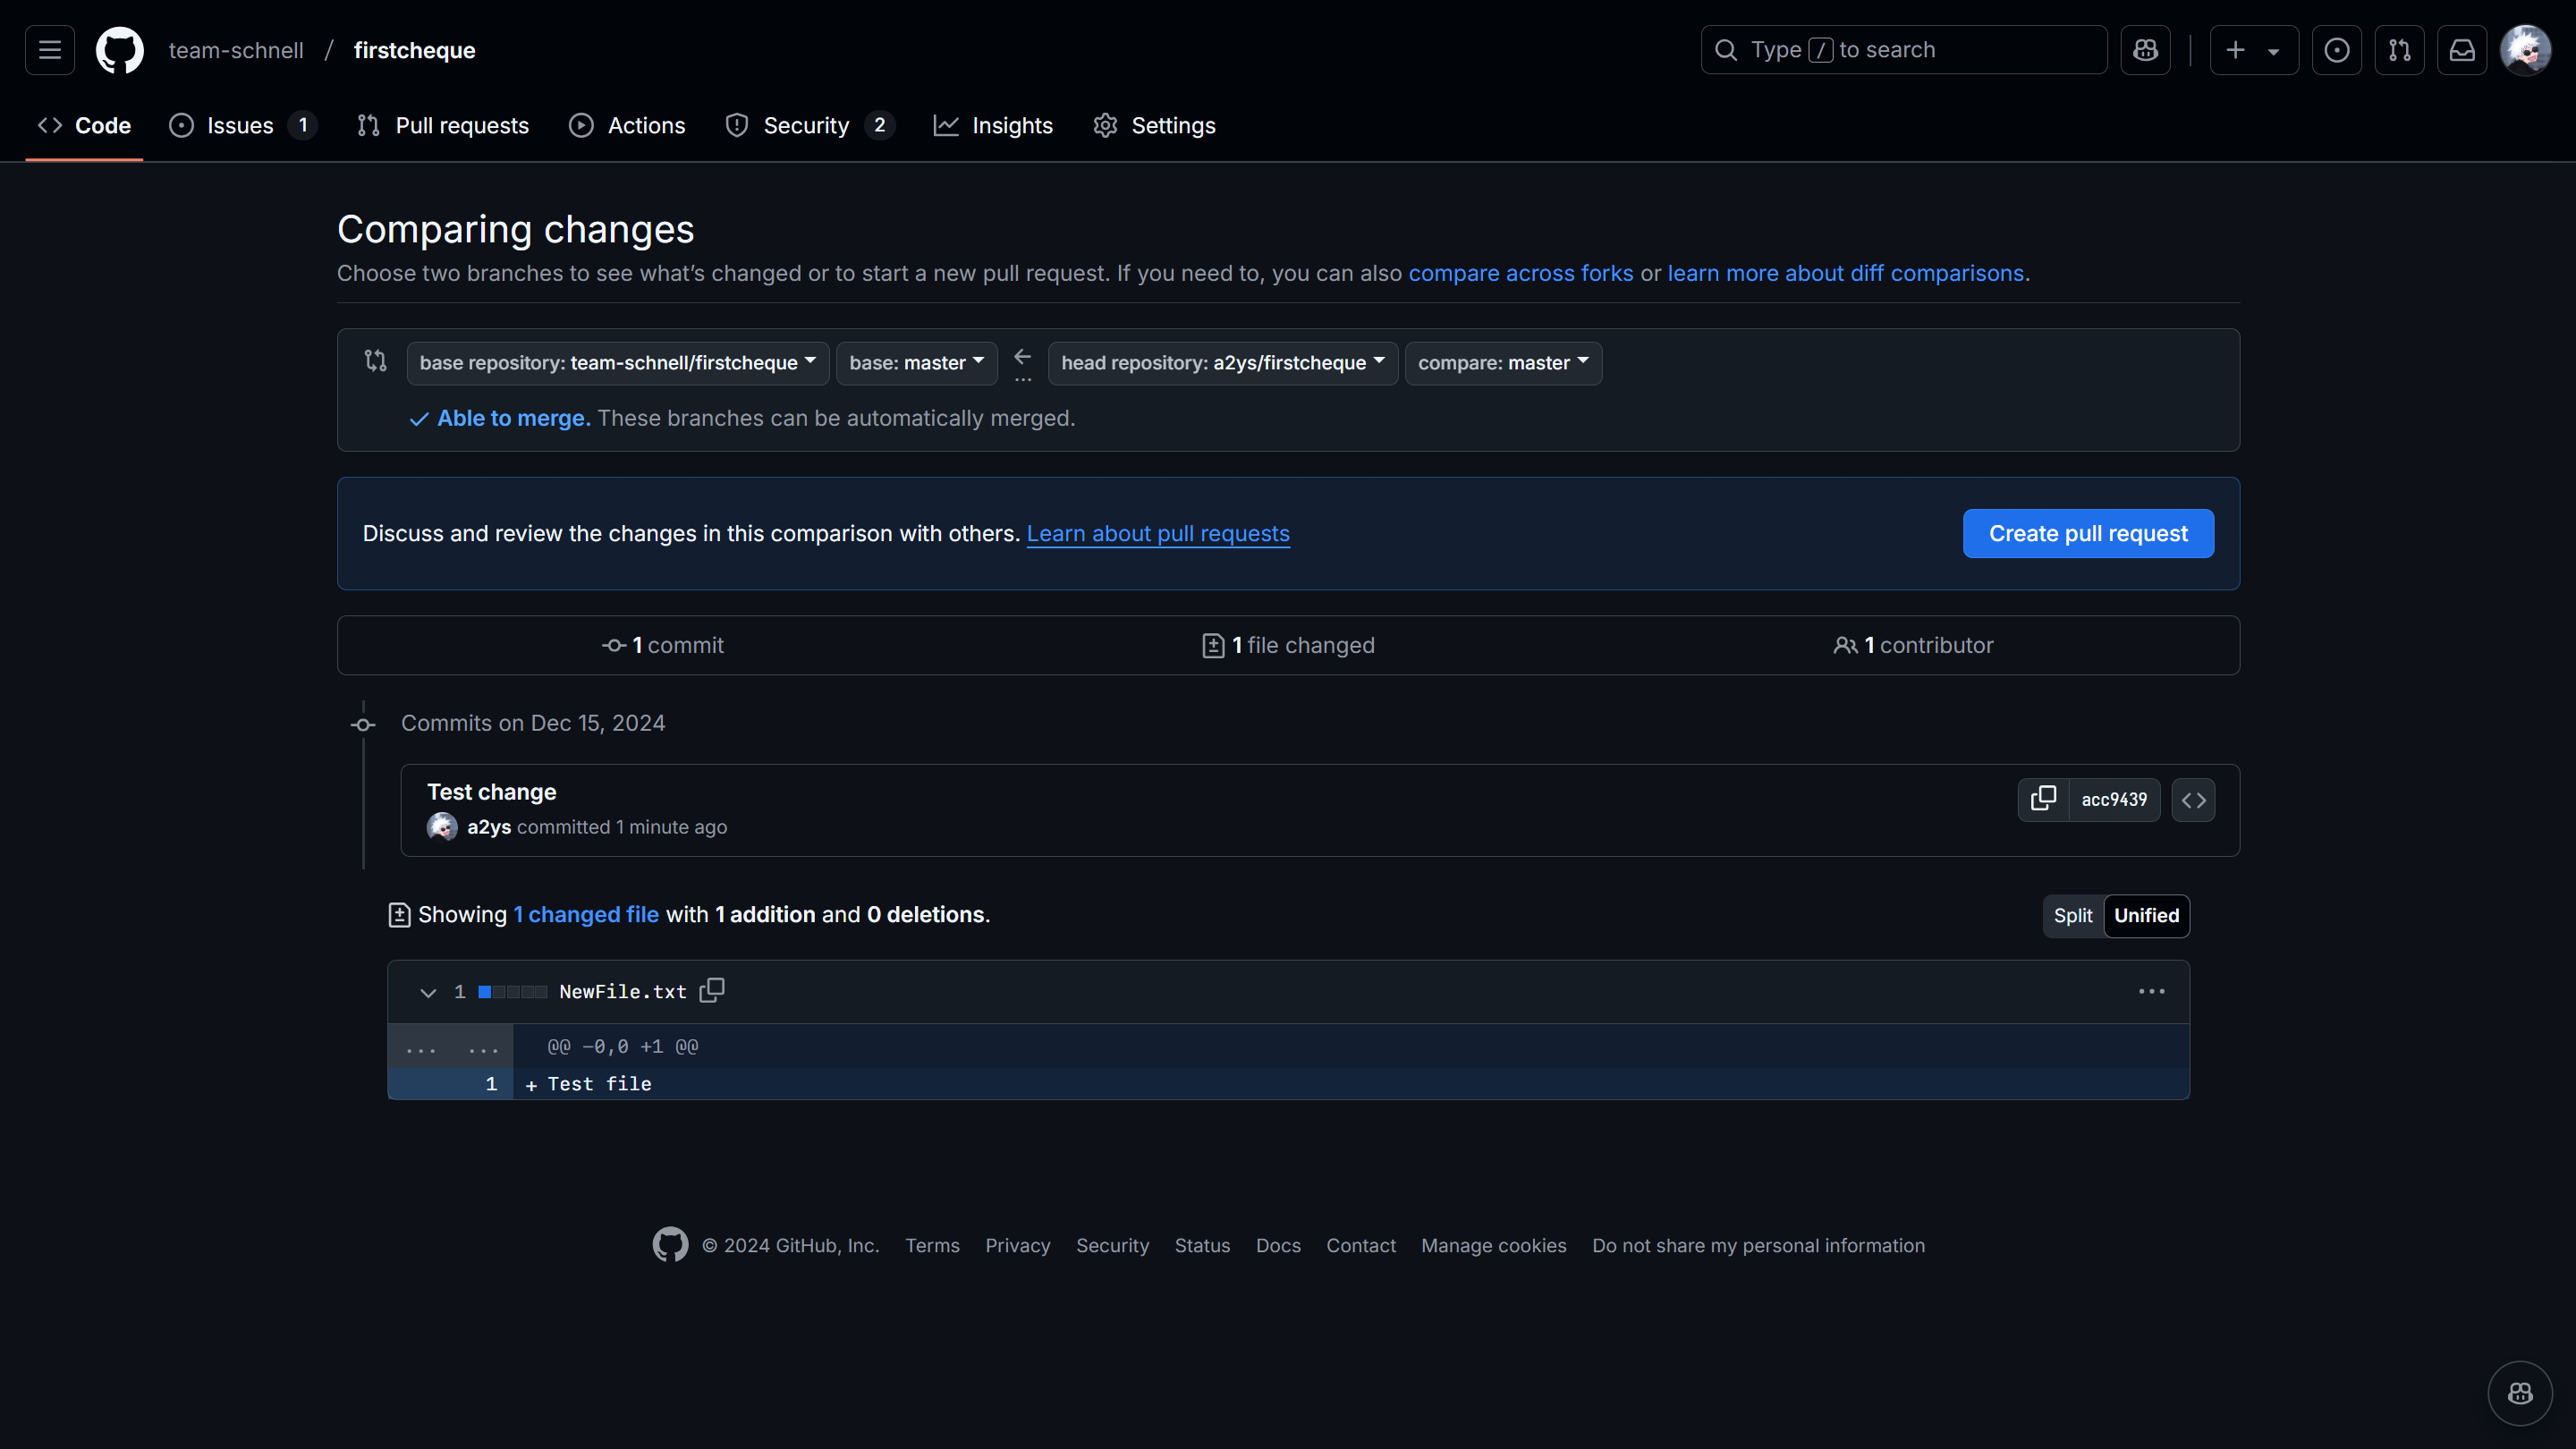 team-schnell / firstcheque
Type / to search
Code Issues 1 Pull requests Actions Security 2 Insights Settings
Comparing changes
Choose two branches to see what’s changed or to start a new pull request. If you need to, you can also compare across forks or learn more about diff comparisons.
base repository: team-schnell/firstcheque base: master ← ... head repository: a2ys/firstcheque compare: master
Able to merge. These branches can be automatically merged.
Discuss and review the changes in this comparison with others. Learn about pull requests Create pull request
1 commit 1 file changed 1 contributor
Commits on Dec 15, 2024
Test change
acc9439
a2ys committed 1 minute ago
Showing 1 changed file with 1 addition and 0 deletions. Split Unified
1 NewFile.txt
... ... @@ -0,0 +1 @@
1 + Test file
© 2024 GitHub, Inc. Terms Privacy Security Status Docs Contact Manage cookies Do not share my personal information